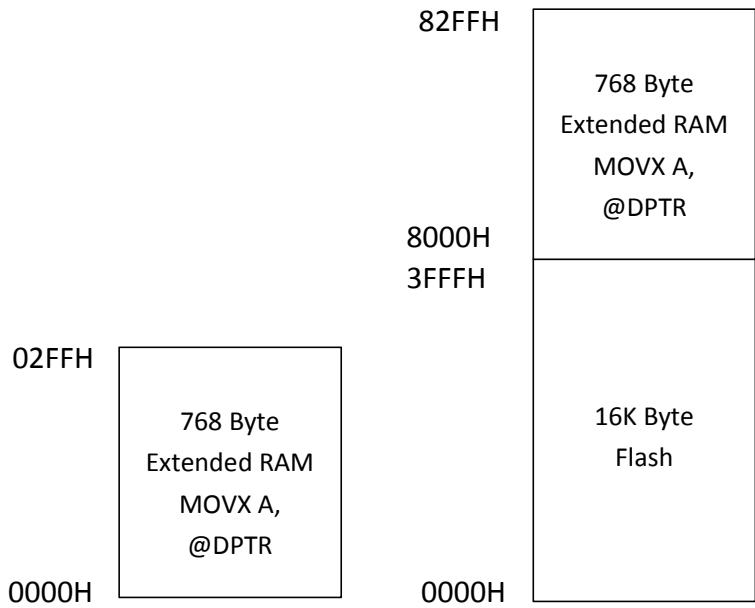 82FFH
768 Byte
Extended RAM
MOVX A,
@DPTR
8000H
3FFFH
02FFH
768 Byte
Extended RAM
MOVX A,
@DPTR
16K Byte
Flash
0000H
0000H